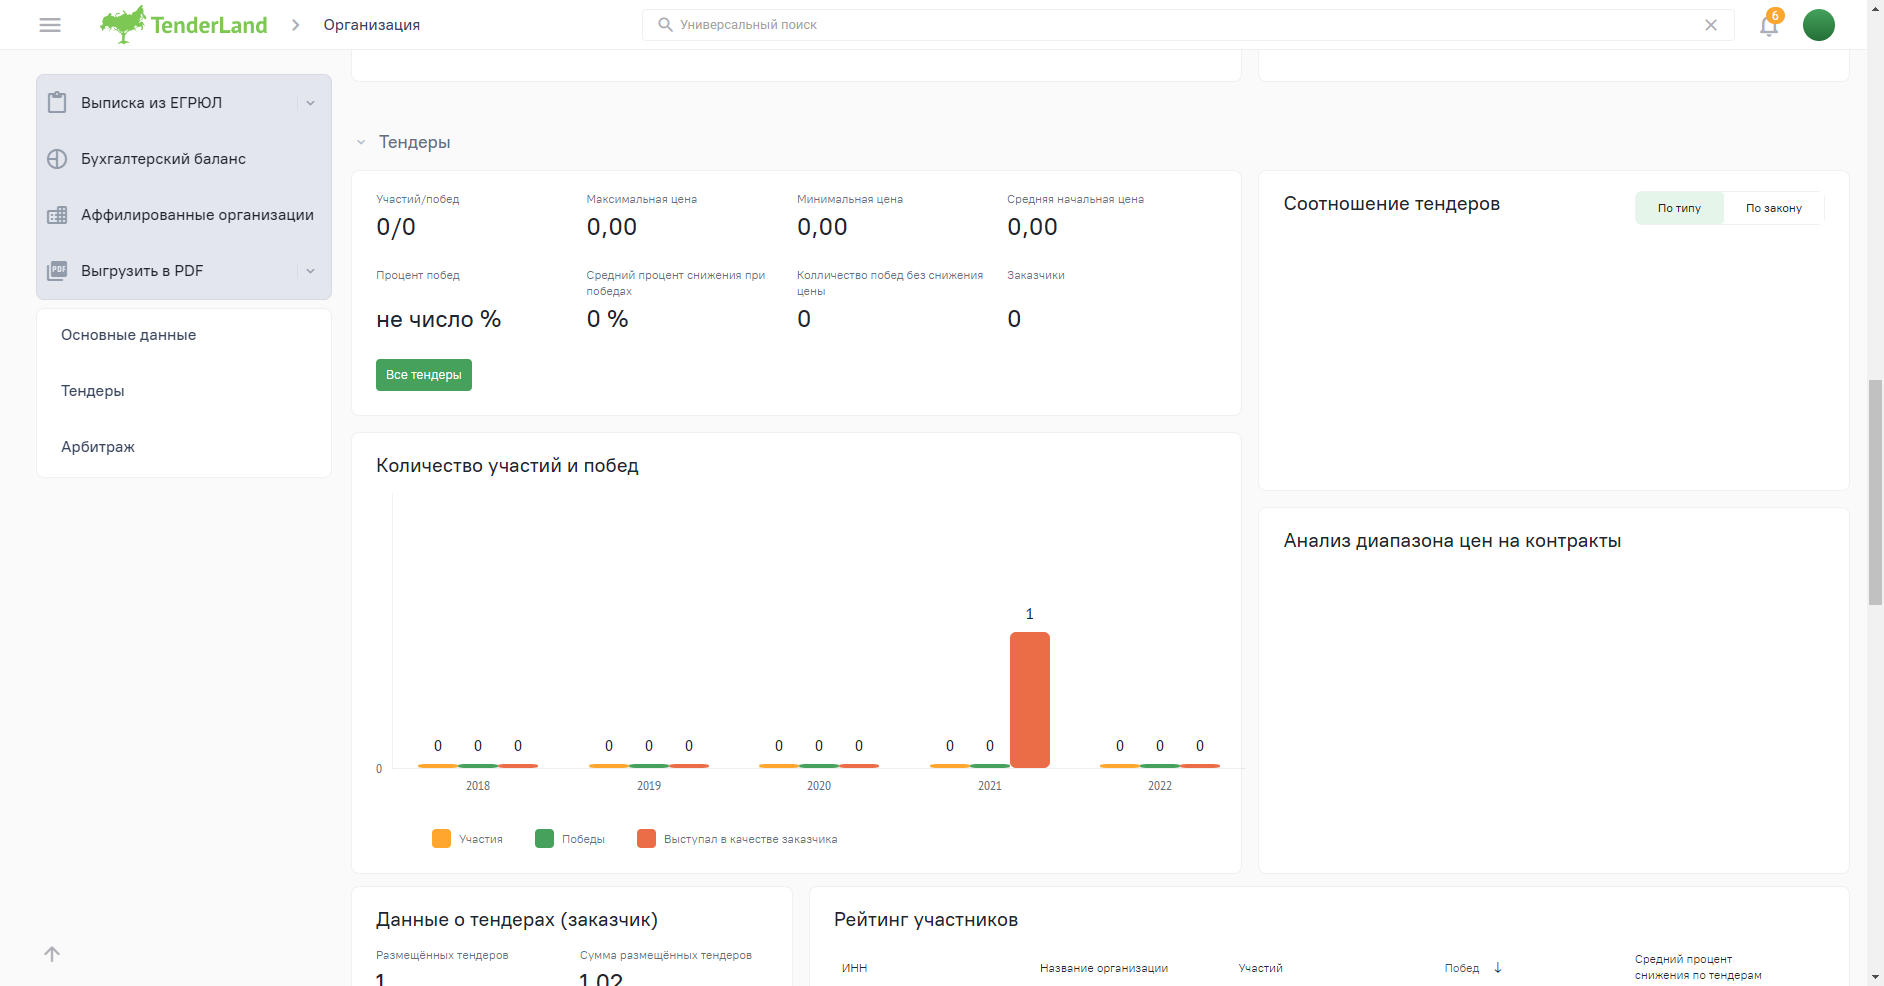 TenderLand
Организация
Универсальный поиск
6
Выписка из ЕГРЮЛ
Бухгалтерский баланс
Аффилированные организации
PDF
Выгрузить в PDF
Основные данные
Тендеры
Арбитраж
Тендеры
Участий/побед
0/0
Максимальная цена
0,00
Минимальная цена
0,00
Средняя начальная цена
0,00
Процент побед
не число %
Средний процент снижения при
победах
0 %
Колличество побед без снижения
цены
0
Заказчики
0
Все тендеры
Соотношение тендеров
По типу
По закону
Количество участий и побед
1
0 0 0 0 0 0 0 0 0 0 0 0 0 0
0
2018 2019 2020 2021 2022
Участия
Победы
Выступал в качестве заказчика
Анализ диапазона цен на контракты
Данные о тендерах (заказчик)
Размещённых тендеров
1
Сумма размещённых тендеров
1,02
Рейтинг участников
ИНН
Название организации
Участий
Побед
Средний процент
снижения по тендерам